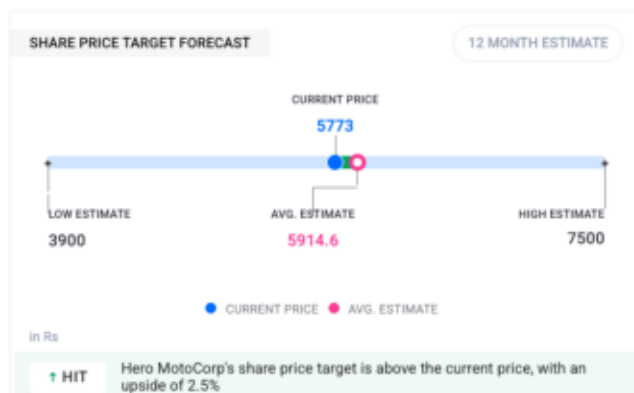 SHARE PRICE TARGET FORECAST
12 MONTH ESTIMATE
CURRENT PRICE
5773
LOW ESTIMATE
AVG. ESTIMATE
HIGH ESTIMATE
3900
5914.6
7500
CURRENT PRICE
AVG. ESTIMATE
in Rs
↑ HIT
Hero MotoCorp's share price target is above the current price, with an
upside of 2.5%